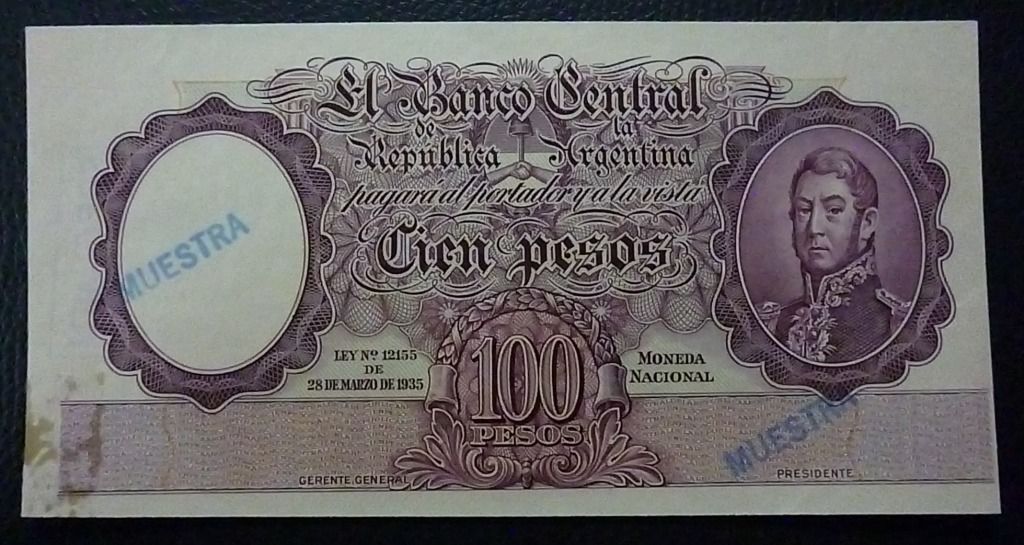 El Banco Central
de la
República Argentina
pagará al portador y a la vista
Cien pesos
MUESTRA
LEY Nº 12155
DE
28 DE MARZO DE 1935
MONEDA
NACIONAL
100
PESOS
MUESTRA
GERENTE GENERAL
PRESIDENTE